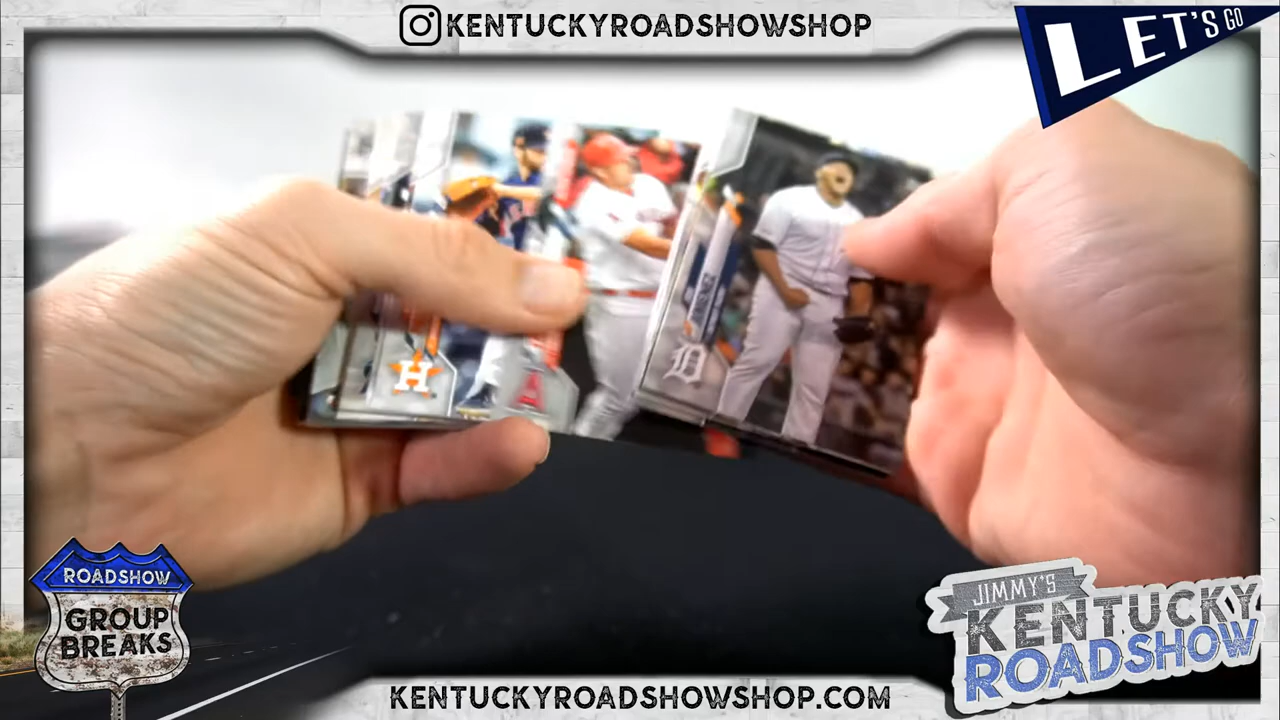 KENTUCKYROADSHOWSHOP
LET'S GO
H
A
D
ROADSHOW
GROUP
BREAKS
JIMMY'S
KENTUCKY
ROADSHOW
KENTUCKYROADSHOWSHOP.COM